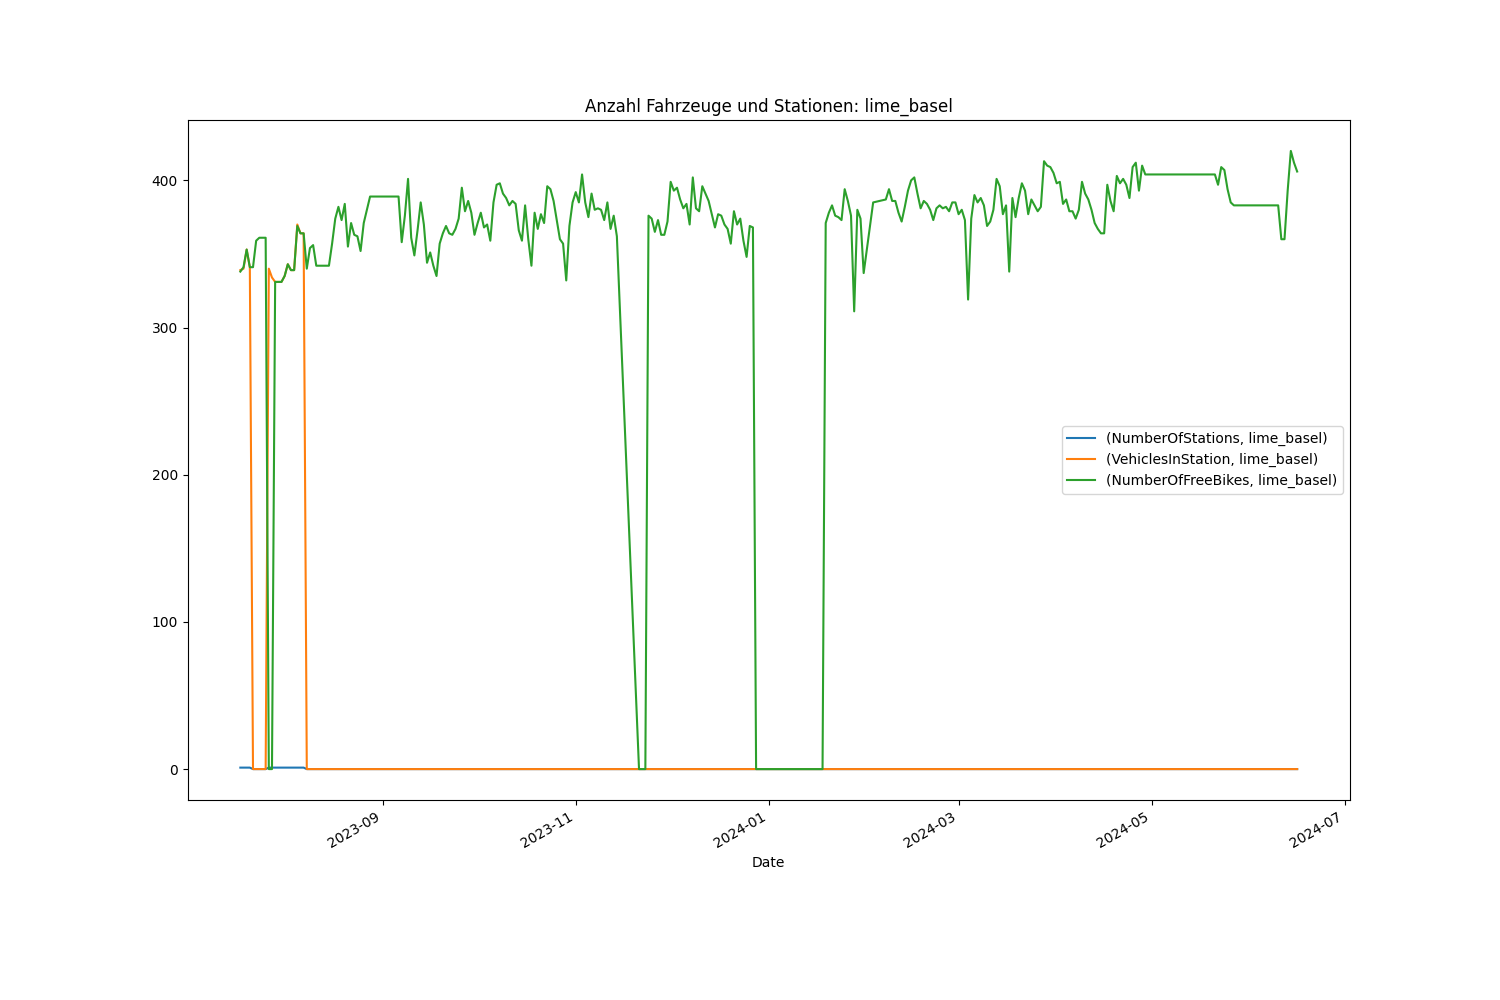 Anzahl Fahrzeuge und Stationen: lime_basel
400
300
200
100
0
(NumberOfStations, lime_basel)
(VehiclesInStation, lime_basel)
(NumberOfFreeBikes, lime_basel)
2023-09
2023-11
2024-01
2024-03
2024-05
2024-07
Date